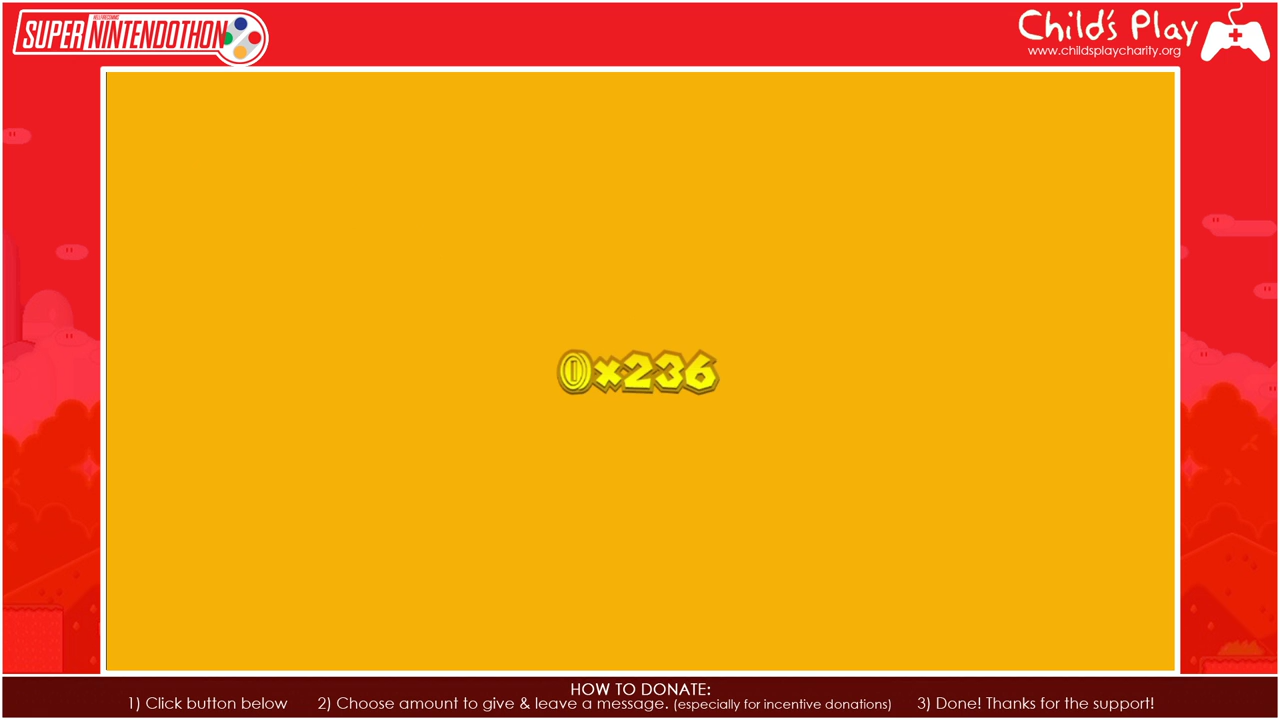 SUPER NINTENDOTHON
Child's Play
www.childsplaycharity.org
×236
HOW TO DONATE:
1) Click button below 2) Choose amount to give & leave a message. (especially for incentive donations) 3) Done! Thanks for the support!